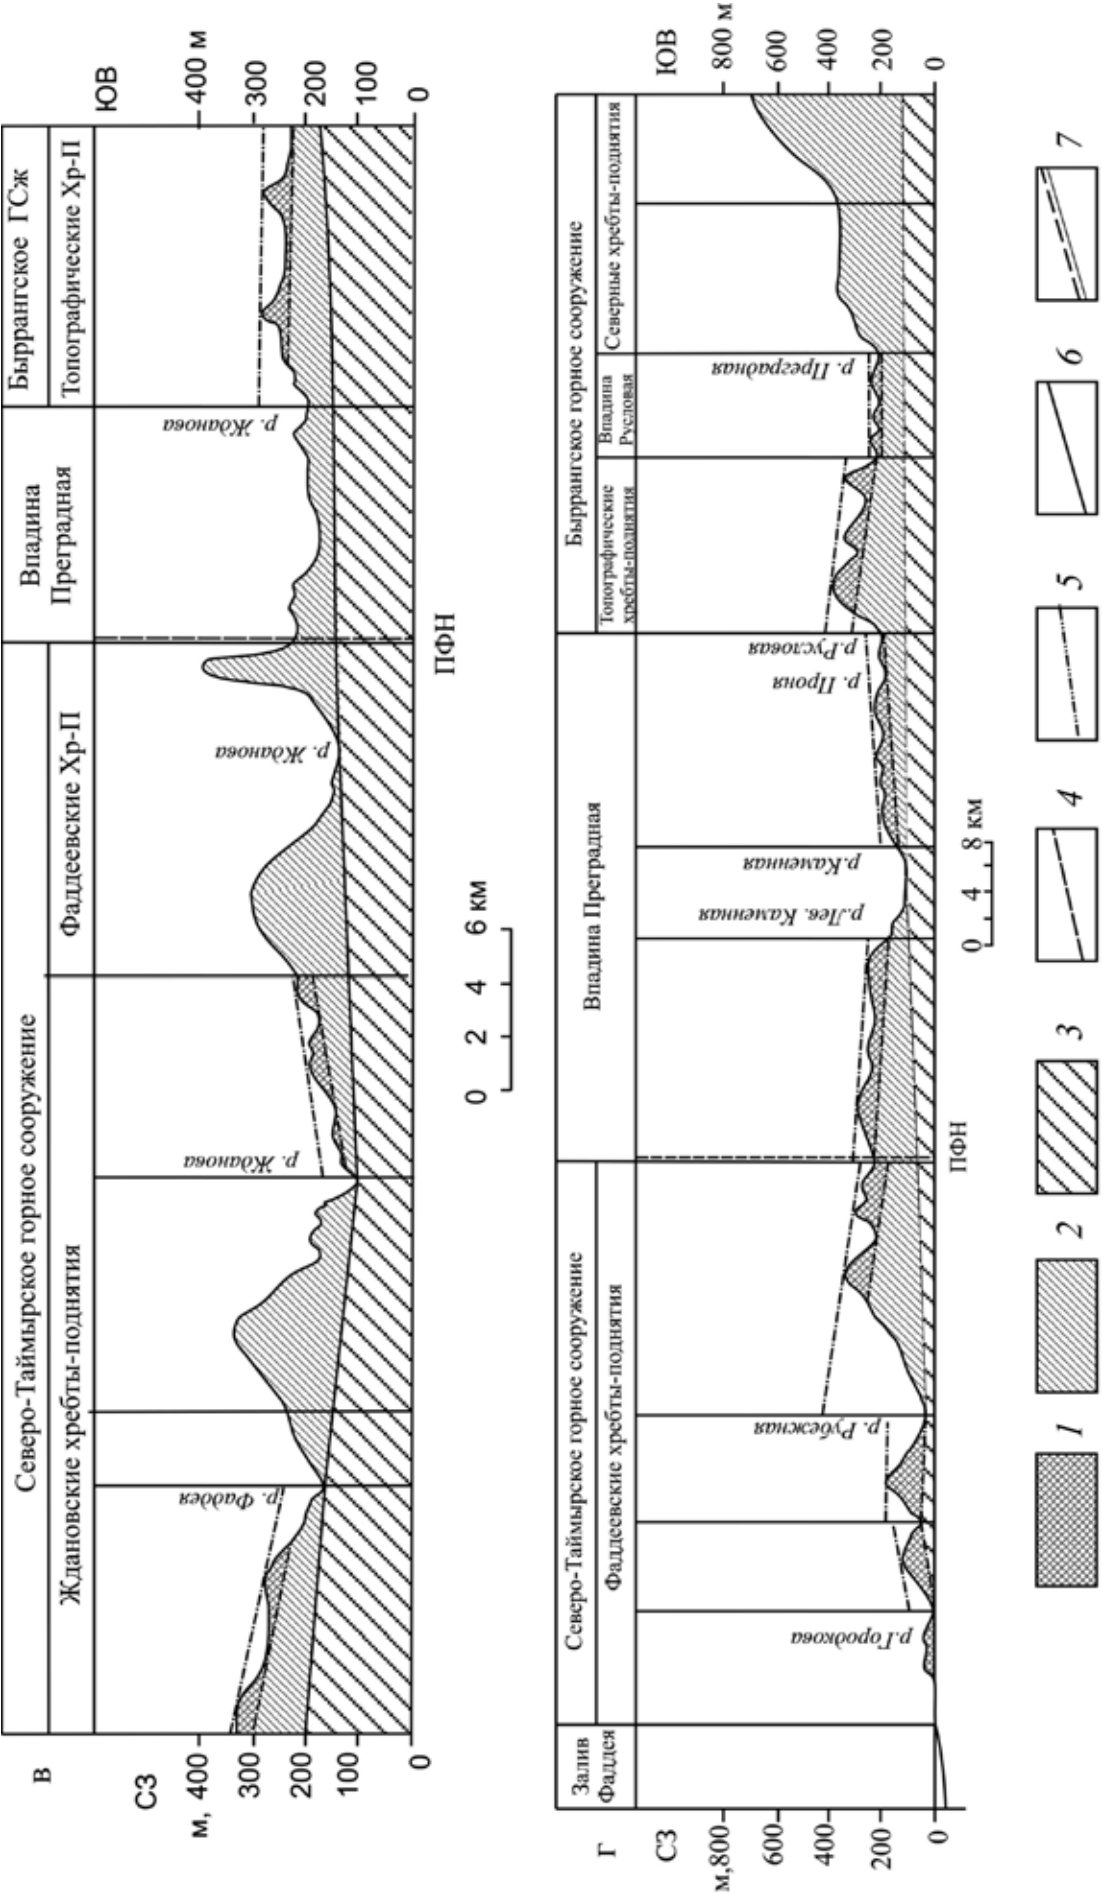 В
Северо-Таймырское горное сооружение
Впадина
Преградная
Быррангское ГСж
Ждановские хребты-поднятия
Фаддеевские Хр-П
Топографические Хр-П
СЗ
ЮВ
м, 400
300
200
100
0
400 м
300
200
100
0
р. Фаддея
р. Жданова
р. Жданова
р. Жданова
ПФН
0 2 4 6 км
Г
Залив
Фаддея
Северо-Таймырское горное сооружение
Впадина Преградная
Быррангское горное сооружение
Фаддеевские хребты-поднятия
Топографические
хребты-поднятия
Впадина
Русловая
Северные хребты-поднятия
СЗ
ЮВ
м,800
600
400
200
0
800 м
600
400
200
0
р.Городкова
р. Рубежная
р.Лев. Каменная
р.Каменная
р. Проня
р.Русловая
р. Преградная
ПФН
0 4 8 км
1 2 3 4 5 6 7